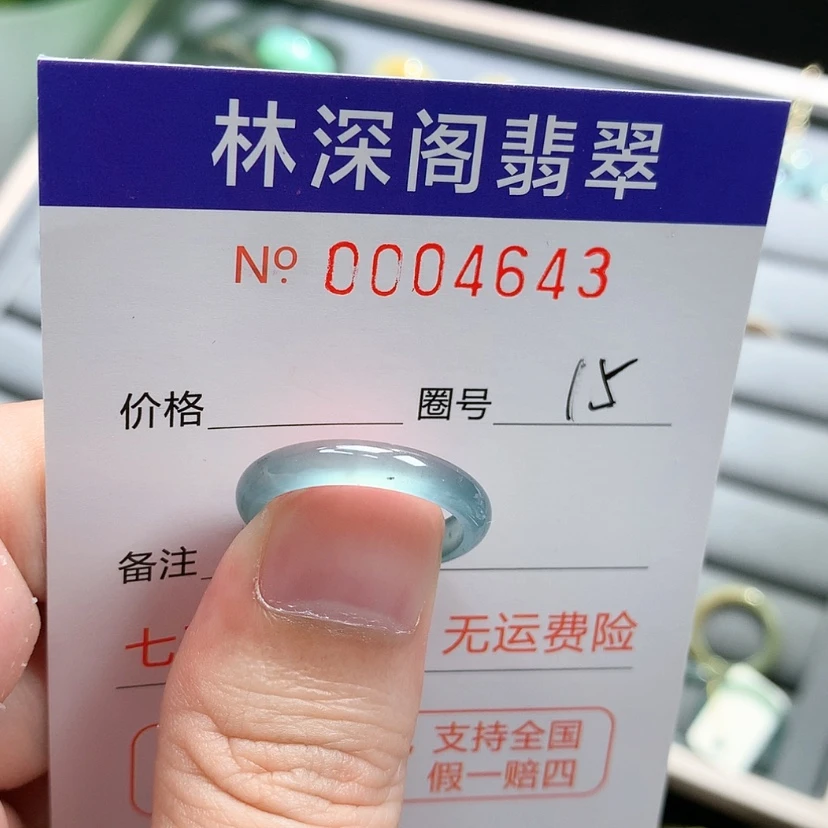 林深阁翡翠
Nº 0004643
价格 圈号 15
备注
七 无运费险
支持全国
假一赔四